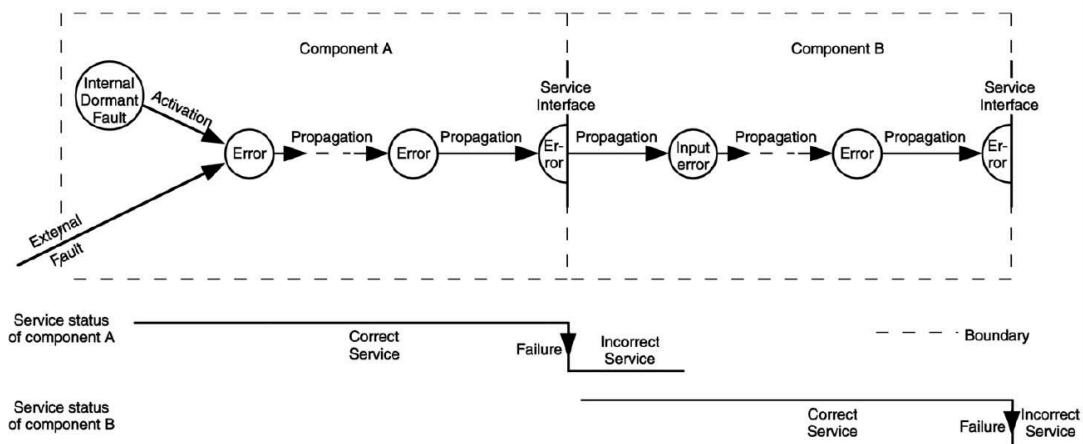 Component A
Component B
Internal
Dormant
Fault
Activation
Service
Interface
Service
Interface
Error
Propagation
Error
Propagation
Er-
ror
Propagation
Input
error
Propagation
Error
Propagation
Er-
ror
External
Fault
Service status
of component A
Correct
Service
Failure
Incorrect
Service
Boundary
Service status
of component B
Correct
Service
Failure
Incorrect
Service